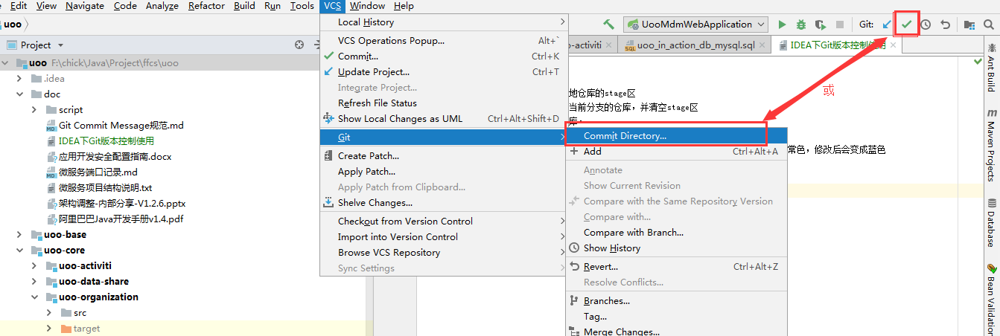 e Edit View Navigate Code Analyze Refactor Build Run Tools VCS Window Help
uoo
UooMdmWebApplication
Git:
Project
o-activiti
uoo_in_action_db_mysql.sql
IDEA下Git版本控制使用
uoo F:\chick\Java\Project\ffcs\uoo
.idea
doc
script
Git Commit Message规范.md
IDEA下Git版本控制使用
应用开发安全配置指南.docx
微服务端口记录.md
微服务项目结构说明.txt
架构调整-内部分享-V1.2.6.pptx
阿里巴巴Java开发手册v1.4.pdf
uoo-base
uoo-core
uoo-activiti
uoo-data-share
uoo-organization
src
target
Local History
VCS Operations Popup... Alt+`
Commit... Ctrl+K
Update Project... Ctrl+T
Integrate Project...
Refresh File Status
Show Local Changes as UML Ctrl+Alt+Shift+D
Git
Create Patch...
Apply Patch...
Apply Patch from Clipboard...
Shelve Changes...
Checkout from Version Control
Import into Version Control
Browse VCS Repository
Sync Settings
地仓库的stage区
当前分支的仓库，并清空stage区
库；
常色，修改后会变成蓝色
或
Commit Directory...
Add Ctrl+Alt+A
Annotate
Show Current Revision
Compare with the Same Repository Version
Compare with...
Compare with Branch...
Show History
Revert... Ctrl+Alt+Z
Resolve Conflicts...
Branches...
Tag...
Merge Changes...
Ant Build
Maven Projects
Database
Bean Validation